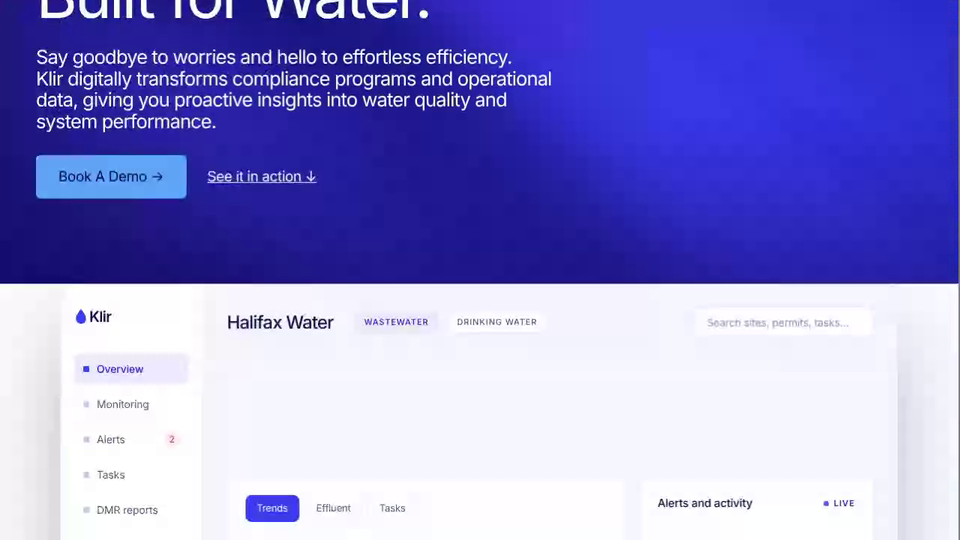 Built for Water.
Say goodbye to worries and hello to effortless efficiency.
Klir digitally transforms compliance programs and operational
data, giving you proactive insights into water quality and
system performance.
Book A Demo →
See it in action ↓
Klir
Halifax Water
WASTEWATER
DRINKING WATER
Search sites, permits, tasks...
Overview
Monitoring
Alerts
2
Tasks
DMR reports
Trends
Effluent
Tasks
Alerts and activity
LIVE